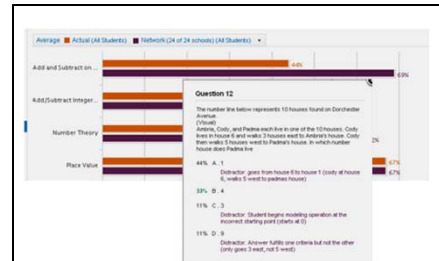 Average Actual (All Students) Network (24 of 24 schools) (All Students)
Add and Subtract on ...
44%
69%
Add/Subtract Integer...
Number Theory
2%
Place Value
67%
67%
Question 12
The number line below represents 10 houses found on Dorchester
Avenue.
(Visual)
Ambria, Cody, and Padma each live in one of the 10 houses. Cody
lives in house 6 and walks 3 houses east to Ambria's house. Cody
then walks 5 houses west to Padma's house. In which number
house does Padma live
44% A . 1
Distractor: goes from house 6 to house 1 (cody at house
6, walks 5 west to padmas house)
33% B . 4
11% C . 3
Distractor: Student begins modeling operation at the
incorrect starting point (starts at 0)
11% D . 9
Distractor: Answer fulfills one criteria but not the other
(only goes 3 east, not 5 west)